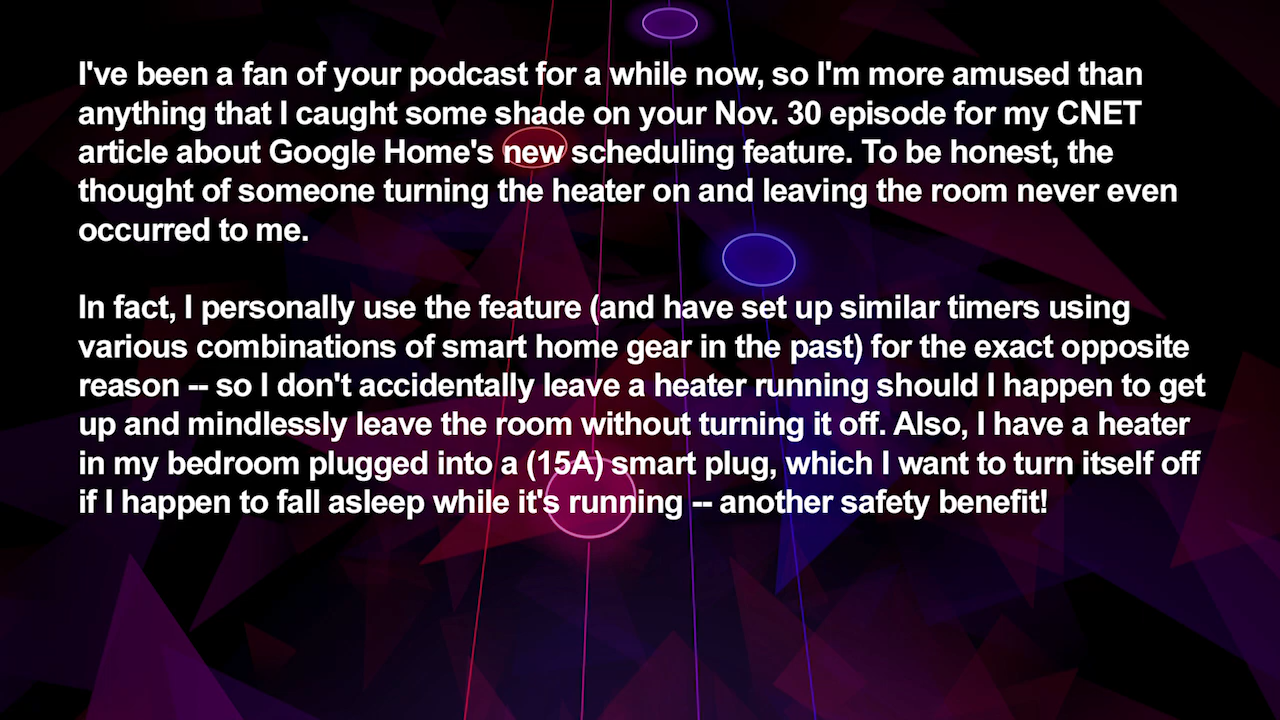 I've been a fan of your podcast for a while now, so I'm more amused than
anything that I caught some shade on your Nov. 30 episode for my CNET
article about Google Home's new scheduling feature. To be honest, the
thought of someone turning the heater on and leaving the room never even
occurred to me.
In fact, I personally use the feature (and have set up similar timers using
various combinations of smart home gear in the past) for the exact opposite
reason -- so I don't accidentally leave a heater running should I happen to get
up and mindlessly leave the room without turning it off. Also, I have a heater
in my bedroom plugged into a (15A) smart plug, which I want to turn itself off
if I happen to fall asleep while it's running -- another safety benefit!